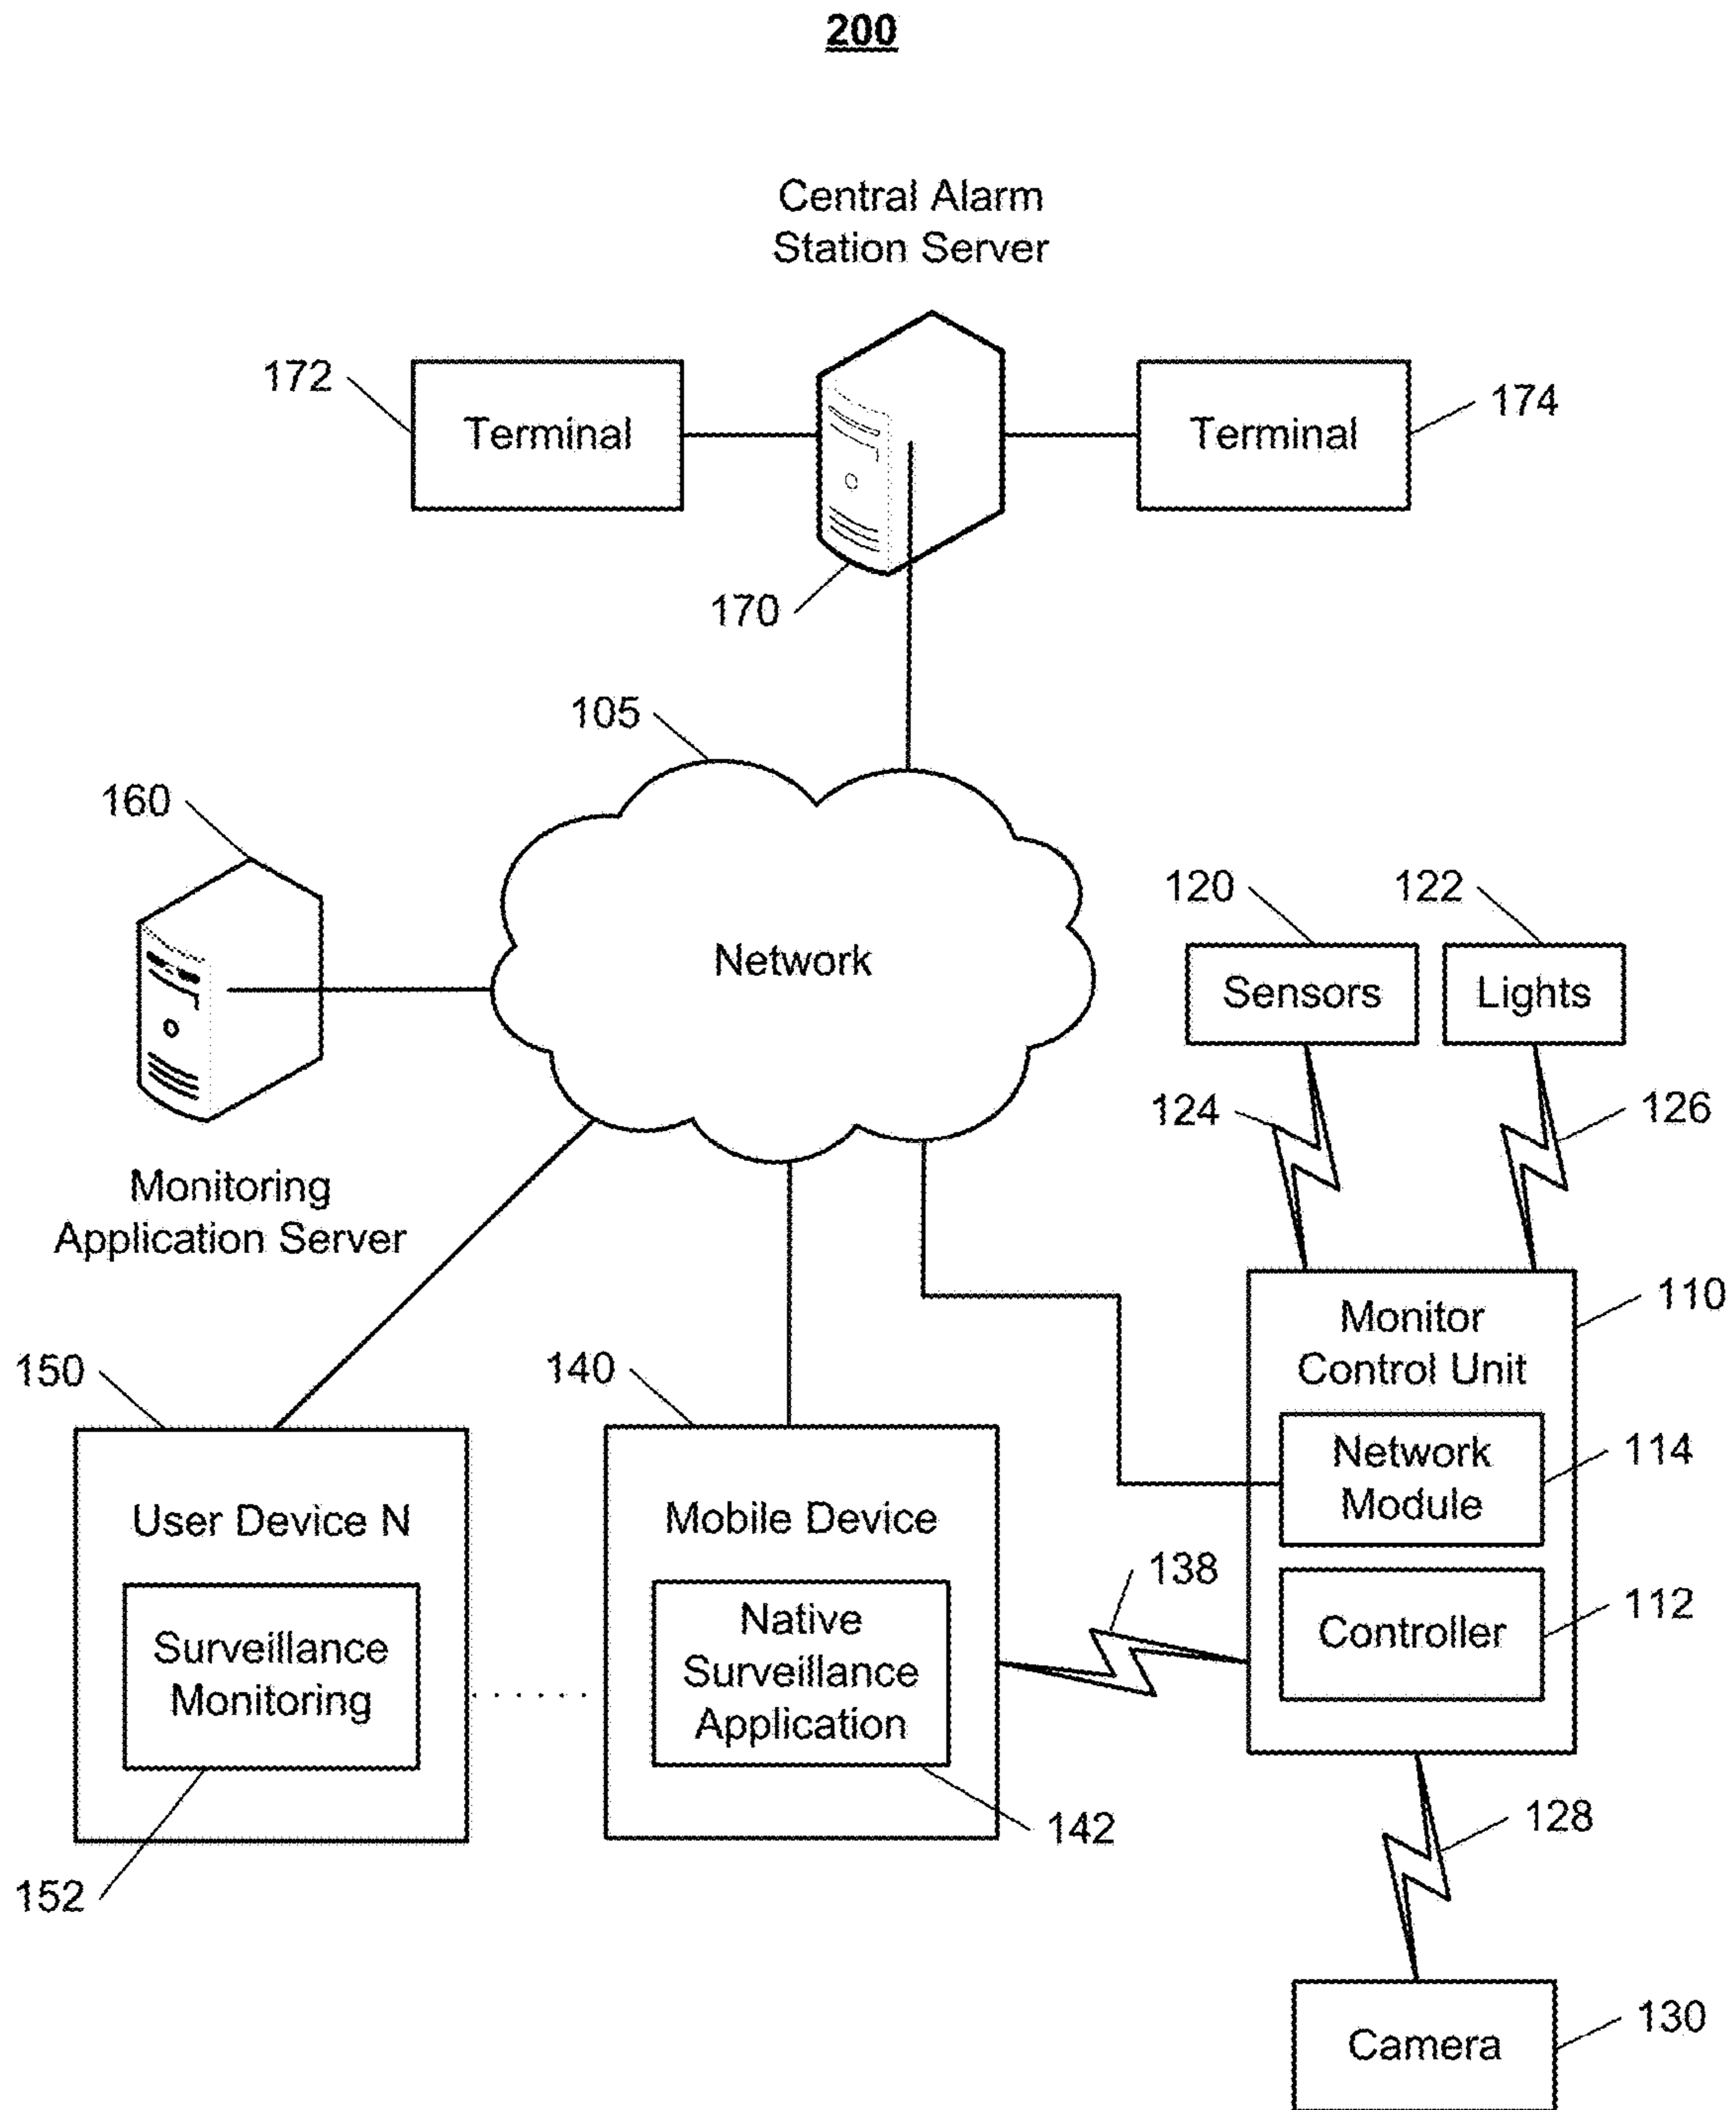 200
Central Alarm
Station Server
172
Terminal
Terminal
174
170
105
160
Network
120
122
Sensors
Lights
124
126
Monitoring
Application Server
110
Monitor
Control Unit
150
140
Network
Module
114
User Device N
Mobile Device
138
Controller
112
Surveillance
Monitoring
Native
Surveillance
Application
142
128
152
130
Camera